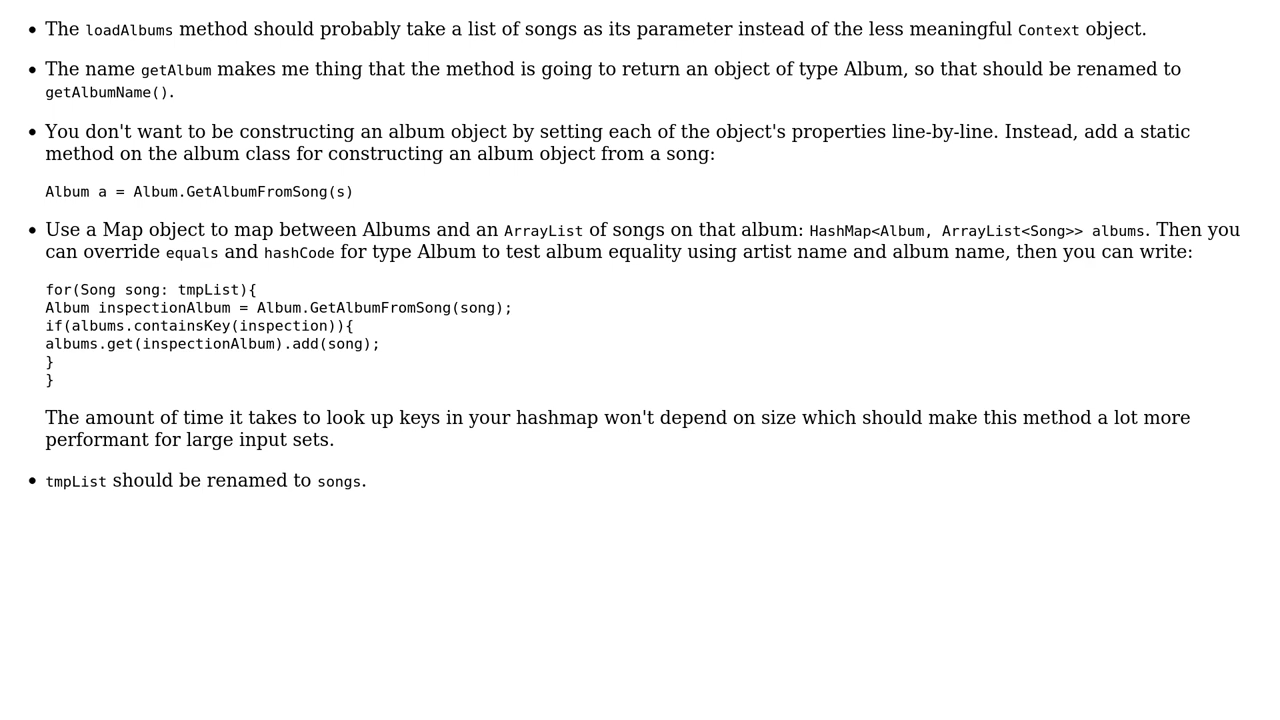 • The loadAlbums method should probably take a list of songs as its parameter instead of the less meaningful Context object.
• The name getAlbum makes me thing that the method is going to return an object of type Album, so that should be renamed to
getAlbumName().
• You don't want to be constructing an album object by setting each of the object's properties line-by-line. Instead, add a static
method on the album class for constructing an album object from a song:
Album a = Album.GetAlbumFromSong(s)
• Use a Map object to map between Albums and an ArrayList of songs on that album: HashMap<Album, ArrayList<Song>> albums. Then you
can override equals and hashCode for type Album to test album equality using artist name and album name, then you can write:
for(Song song: tmpList){
Album inspectionAlbum = Album.GetAlbumFromSong(song);
if(albums.containsKey(inspection)){
albums.get(inspectionAlbum).add(song);
}
}
The amount of time it takes to look up keys in your hashmap won't depend on size which should make this method a lot more
performant for large input sets.
• tmpList should be renamed to songs.